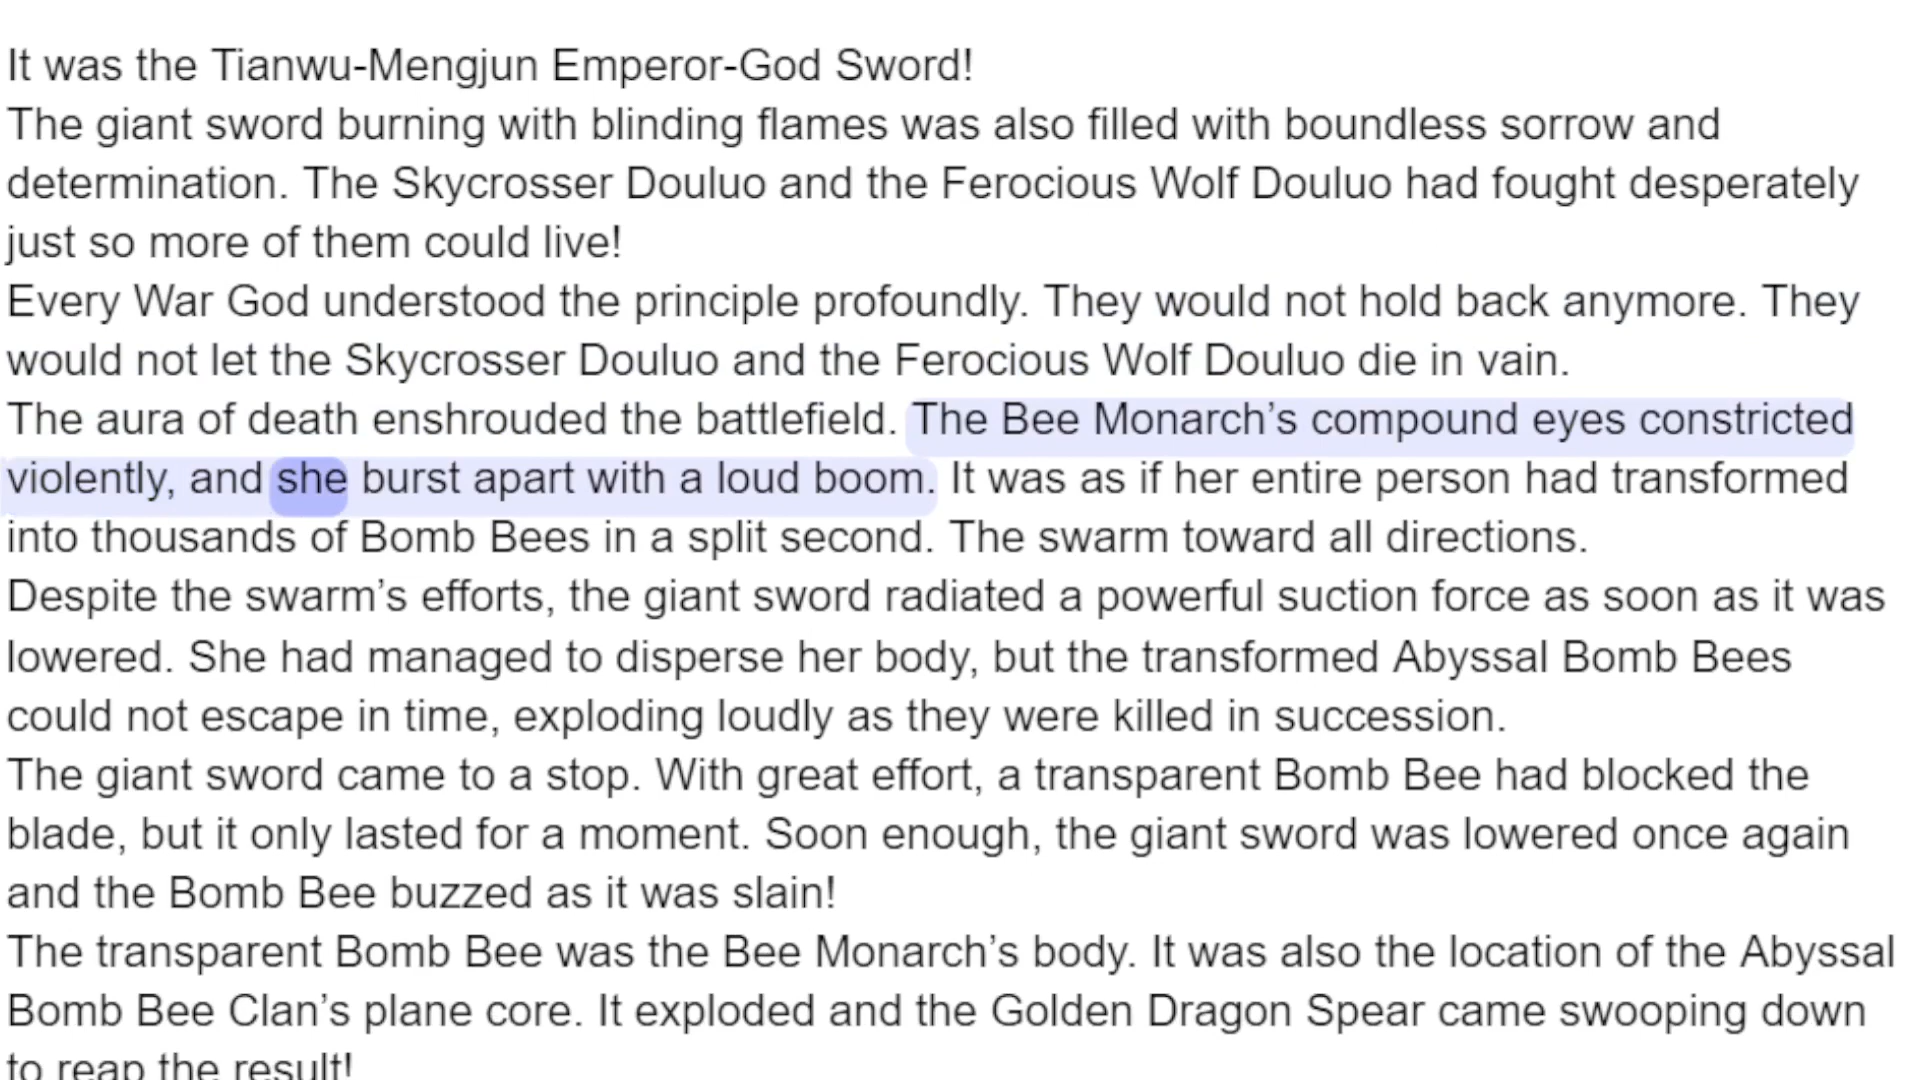 It was the Tianwu-Mengjun Emperor-God Sword!
The giant sword burning with blinding flames was also filled with boundless sorrow and
determination. The Skycrosser Douluo and the Ferocious Wolf Douluo had fought desperately
just so more of them could live!
Every War God understood the principle profoundly. They would not hold back anymore. They
would not let the Skycrosser Douluo and the Ferocious Wolf Douluo die in vain.
The aura of death enshrouded the battlefield. The Bee Monarch’s compound eyes constricted
violently, and she burst apart with a loud boom. It was as if her entire person had transformed
into thousands of Bomb Bees in a split second. The swarm toward all directions.
Despite the swarm’s efforts, the giant sword radiated a powerful suction force as soon as it was
lowered. She had managed to disperse her body, but the transformed Abyssal Bomb Bees
could not escape in time, exploding loudly as they were killed in succession.
The giant sword came to a stop. With great effort, a transparent Bomb Bee had blocked the
blade, but it only lasted for a moment. Soon enough, the giant sword was lowered once again
and the Bomb Bee buzzed as it was slain!
The transparent Bomb Bee was the Bee Monarch’s body. It was also the location of the Abyssal
Bomb Bee Clan’s plane core. It exploded and the Golden Dragon Spear came swooping down
to reap the result!